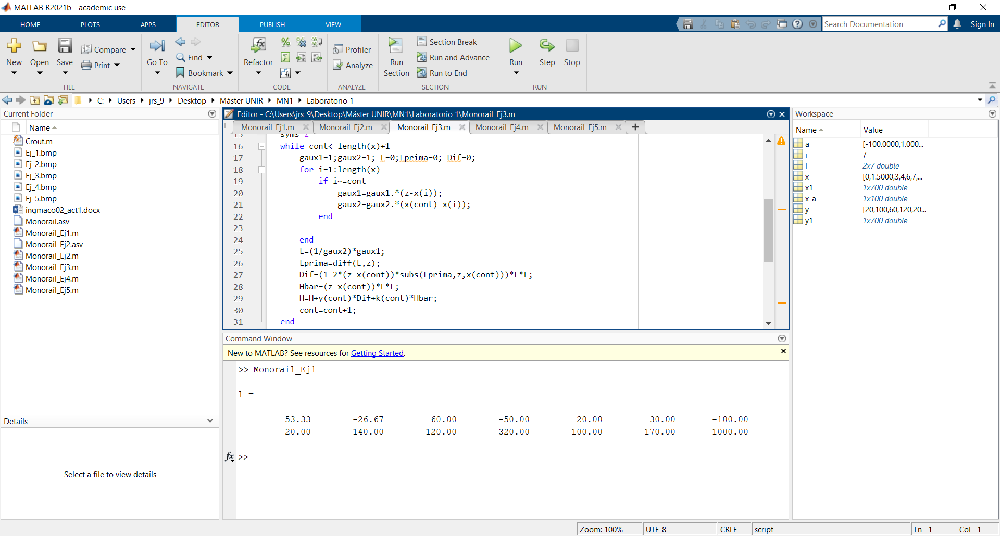 MATLAB R2021b - academic use
HOME PLOTS APPS EDITOR PUBLISH VIEW
Search Documentation
Sign In
New
Open
Save
Compare
Print
FILE
Go To
Find
Bookmark
NAVIGATE
Refactor
CODE
Profiler
Analyze
ANALYZE
Run
Section
Section Break
Run and Advance
Run to End
SECTION
Run
Step
Stop
RUN
C: Users jrs_9 Desktop Máster UNIR MN1 Laboratorio 1
Current Folder
Name
Crout.m
Ej_1.bmp
Ej_2.bmp
Ej_3.bmp
Ej_4.bmp
Ej_5.bmp
ingmaco02_act1.docx
Monorail.asv
Monorail_Ej1.m
Monorail_Ej2.asv
Monorail_Ej2.m
Monorail_Ej3.m
Monorail_Ej4.m
Monorail_Ej5.m
Details
Select a file to view details
Editor - C:\Users\jrs_9\Desktop\Máster UNIR\MN1\Laboratorio 1\Monorail_Ej3.m
Monorail_Ej1.m Monorail_Ej2.m Monorail_Ej3.m Monorail_Ej4.m Monorail_Ej5.m +
15 syms z
16 while cont< length(x)+1
17 gaux1=1;gaux2=1; L=0;Lprima=0; Dif=0;
18 for i=1:length(x)
19 if i~=cont
20 gaux1=gaux1.*(z-x(i));
21 gaux2=gaux2.*(x(cont)-x(i));
22 end
23
24 end
25 L=(1/gaux2)*gaux1;
26 Lprima=diff(L,z);
27 Dif=(1-2*(z-x(cont))*subs(Lprima,z,x(cont)))*L*L;
28 Hbar=(z-x(cont))*L*L;
29 H=H+y(cont)*Dif+k(cont)*Hbar;
30 cont=cont+1;
31 end
Command Window
New to MATLAB? See resources for Getting Started.
>> Monorail_Ej1
l =
53.33 -26.67 60.00 -50.00 20.00 30.00 -100.00
20.00 140.00 -120.00 320.00 -100.00 -170.00 1000.00
fx >>
Workspace
Name Value
a [-100.0000,1.000...
i 7
l 2x7 double
x [0,1.5000,3,4,6,7,...
x1 1x700 double
x_a 1x100 double
y [20,100,60,120,20...
y1 1x700 double
Zoom: 100% UTF-8 CRLF script Ln 1 Col 1